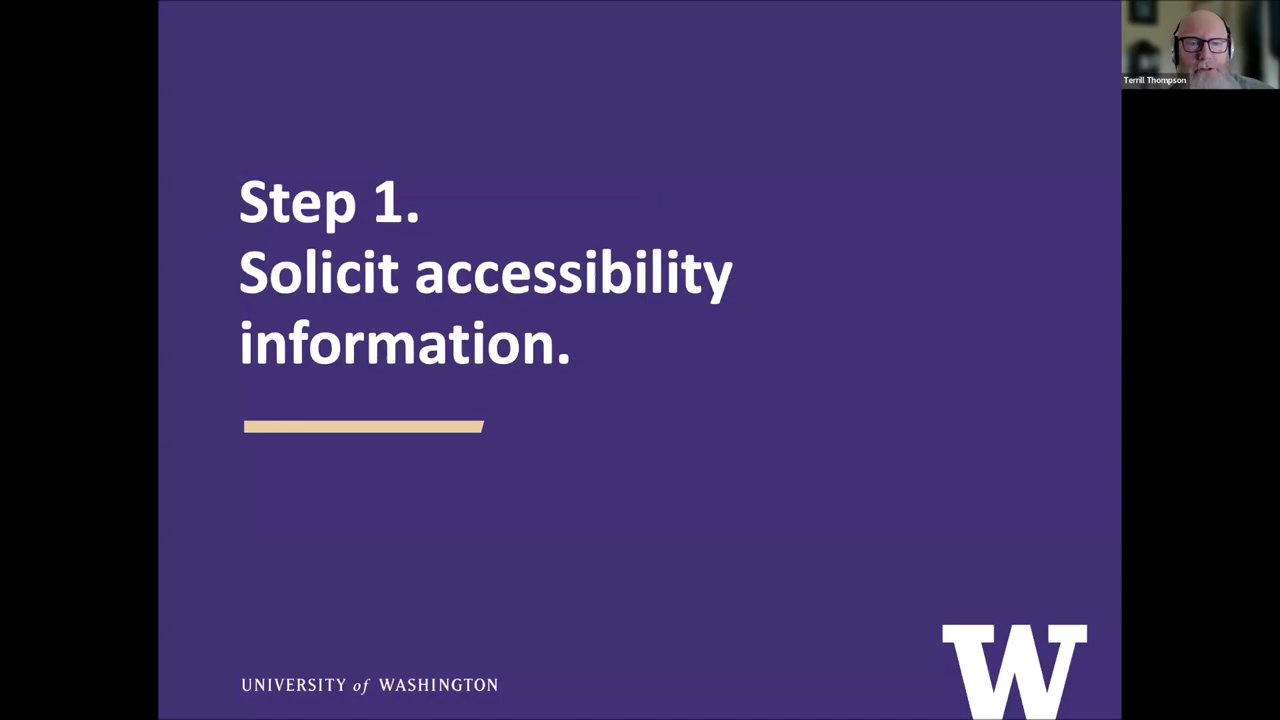 Terrill Thompson
Step 1.
Solicit accessibility
information.
UNIVERSITY of WASHINGTON
W